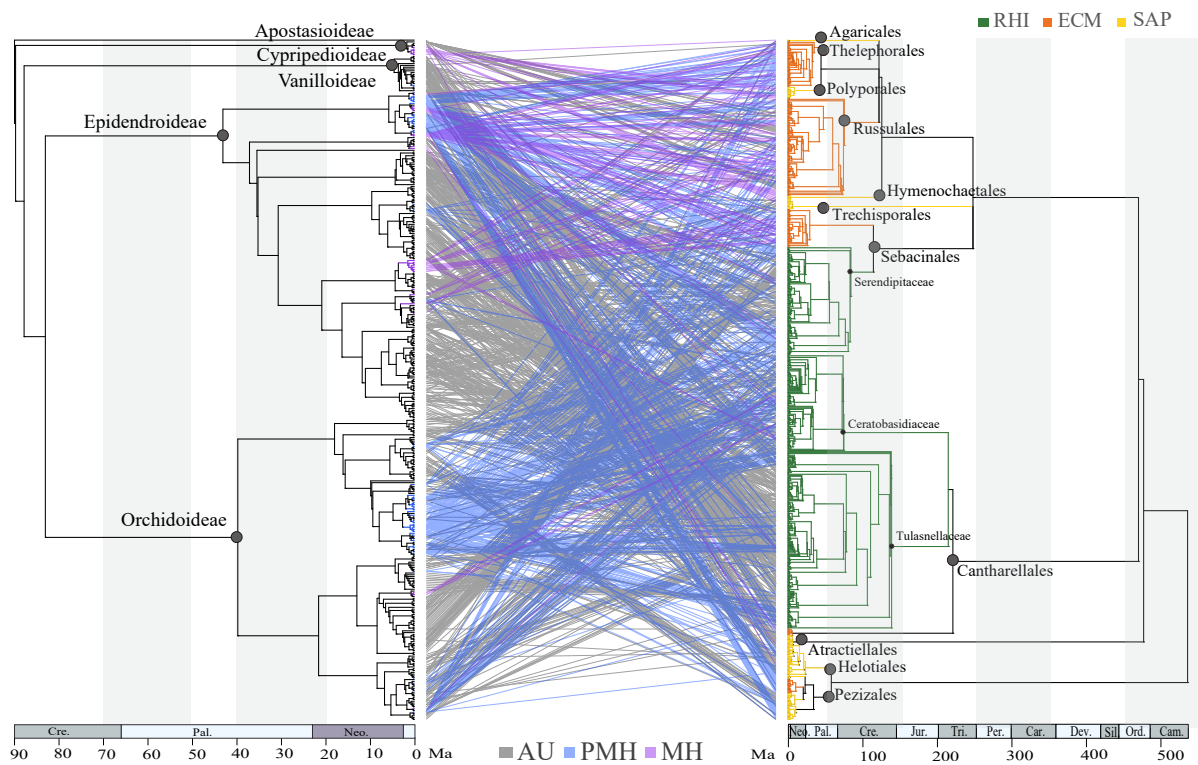 RHI ECM SAP
Apostasioideae
Cypripedioideae
Vanilloideae
Epidendroideae
Orchidoideae
Agaricales
Thelephorales
Polyporales
Russulales
Hymenochaetales
Trechisporales
Sebacinales
Serendipitaceae
Ceratobasidiaceae
Tulasnellaceae
Cantharellales
Atractiellales
Helotiales
Pezizales
Cre. Pal. Neo.
90 80 70 60 50 40 30 20 10 0 Ma
AU PMH MH
Neo. Pal. Cre. Jur. Tri. Per. Car. Dev. Sil. Ord. Cam.
Ma 0 100 200 300 400 500